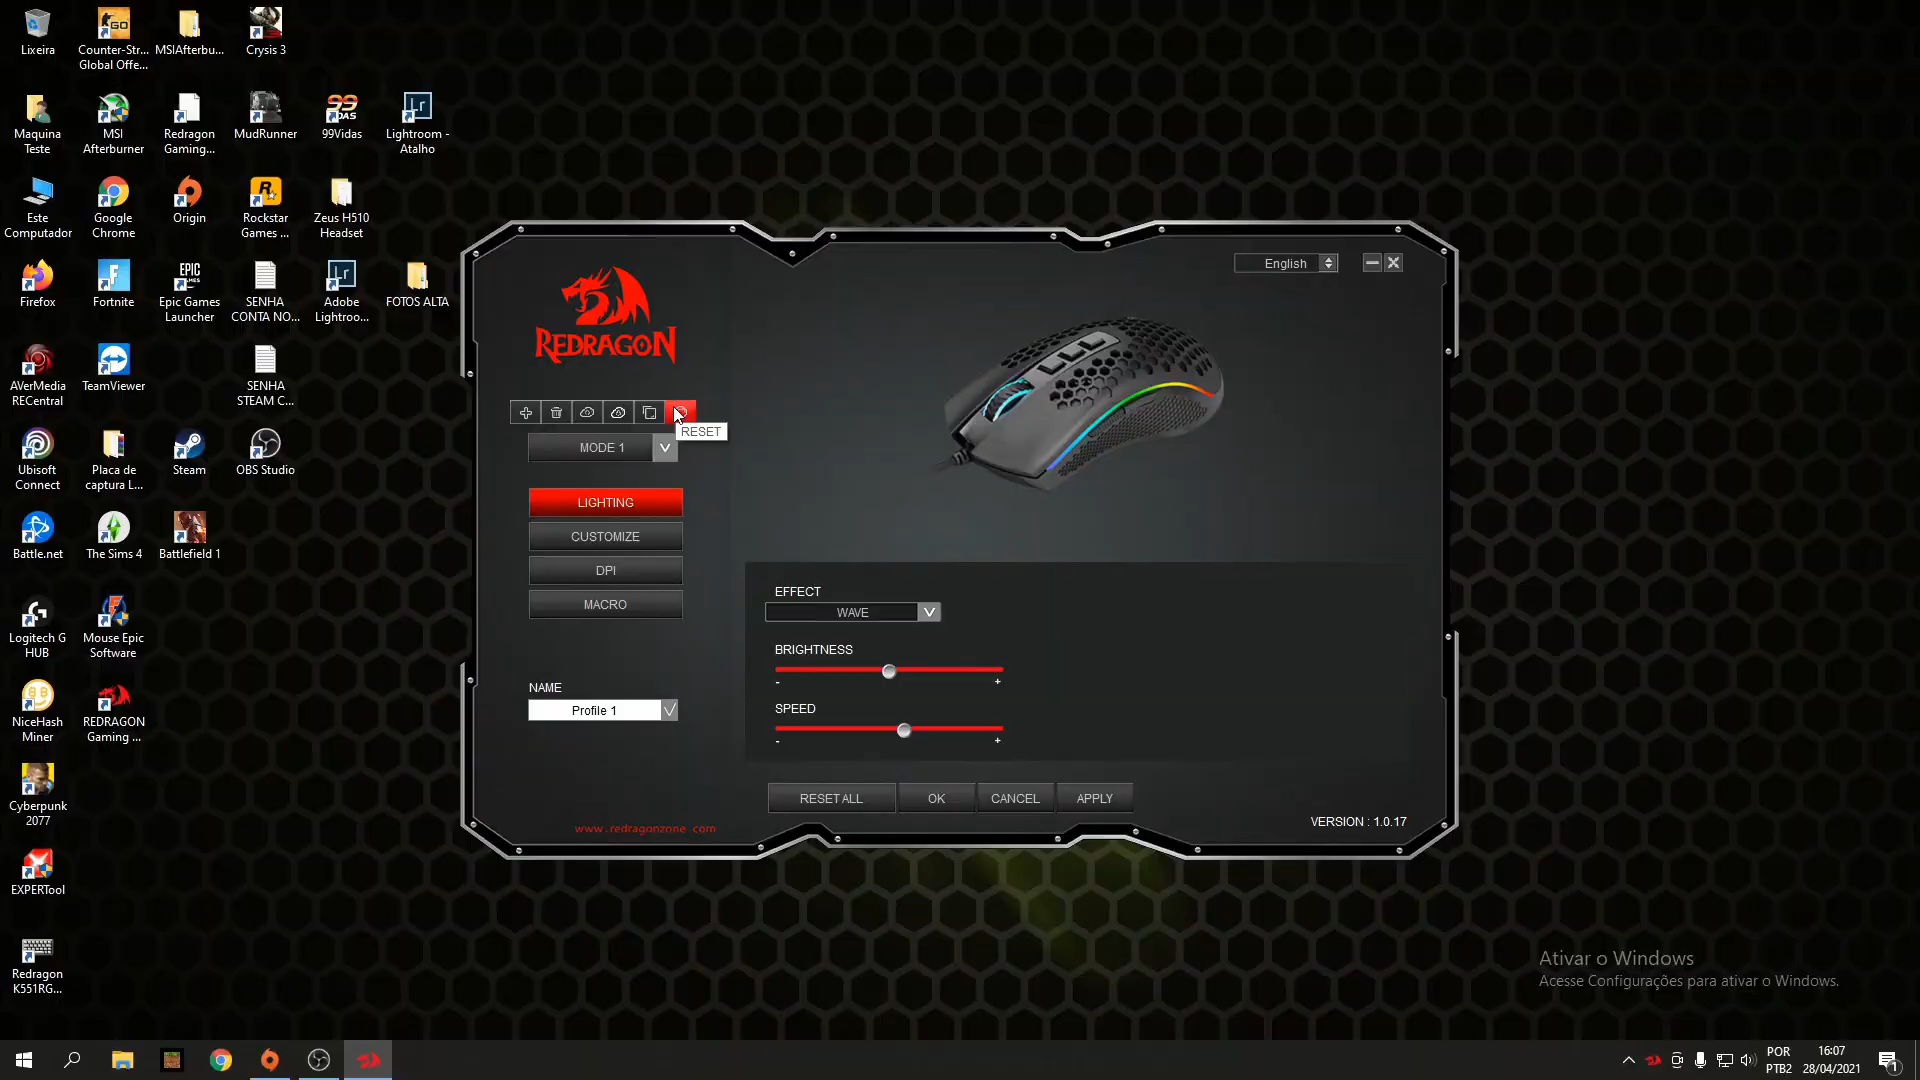 Lixeira
Counter-Str...
Global Offe...
MSIAfterbu...
Crysis 3
Maquina
Teste
MSI
Afterburner
Redragon
Gaming...
MudRunner
99Vidas
Lightroom -
Atalho
Este
Computador
Google
Chrome
Origin
Rockstar
Games ...
Zeus H510
Headset
Firefox
Fortnite
Epic Games
Launcher
SENHA
CONTA NO...
Adobe
Lightroo...
FOTOS ALTA
AVerMedia
RECentral
TeamViewer
SENHA
STEAM C...
Ubisoft
Connect
Placa de
captura L...
Steam
OBS Studio
Battle.net
The Sims 4
Battlefield 1
Logitech G
HUB
Mouse Epic
Software
NiceHash
Miner
REDRAGON
Gaming ...
Cyberpunk
2077
EXPERTool
Redragon
K551RG...
REDRAGON
English
RESET
MODE 1
LIGHTING
CUSTOMIZE
DPI
MACRO
NAME
Profile 1
EFFECT
WAVE
BRIGHTNESS
- +
SPEED
- +
RESET ALL
OK
CANCEL
APPLY
www.redragonzone.com
VERSION : 1.0.17
Ativar o Windows
Acesse Configurações para ativar o Windows.
POR
PTB2
16:07
28/04/2021
1